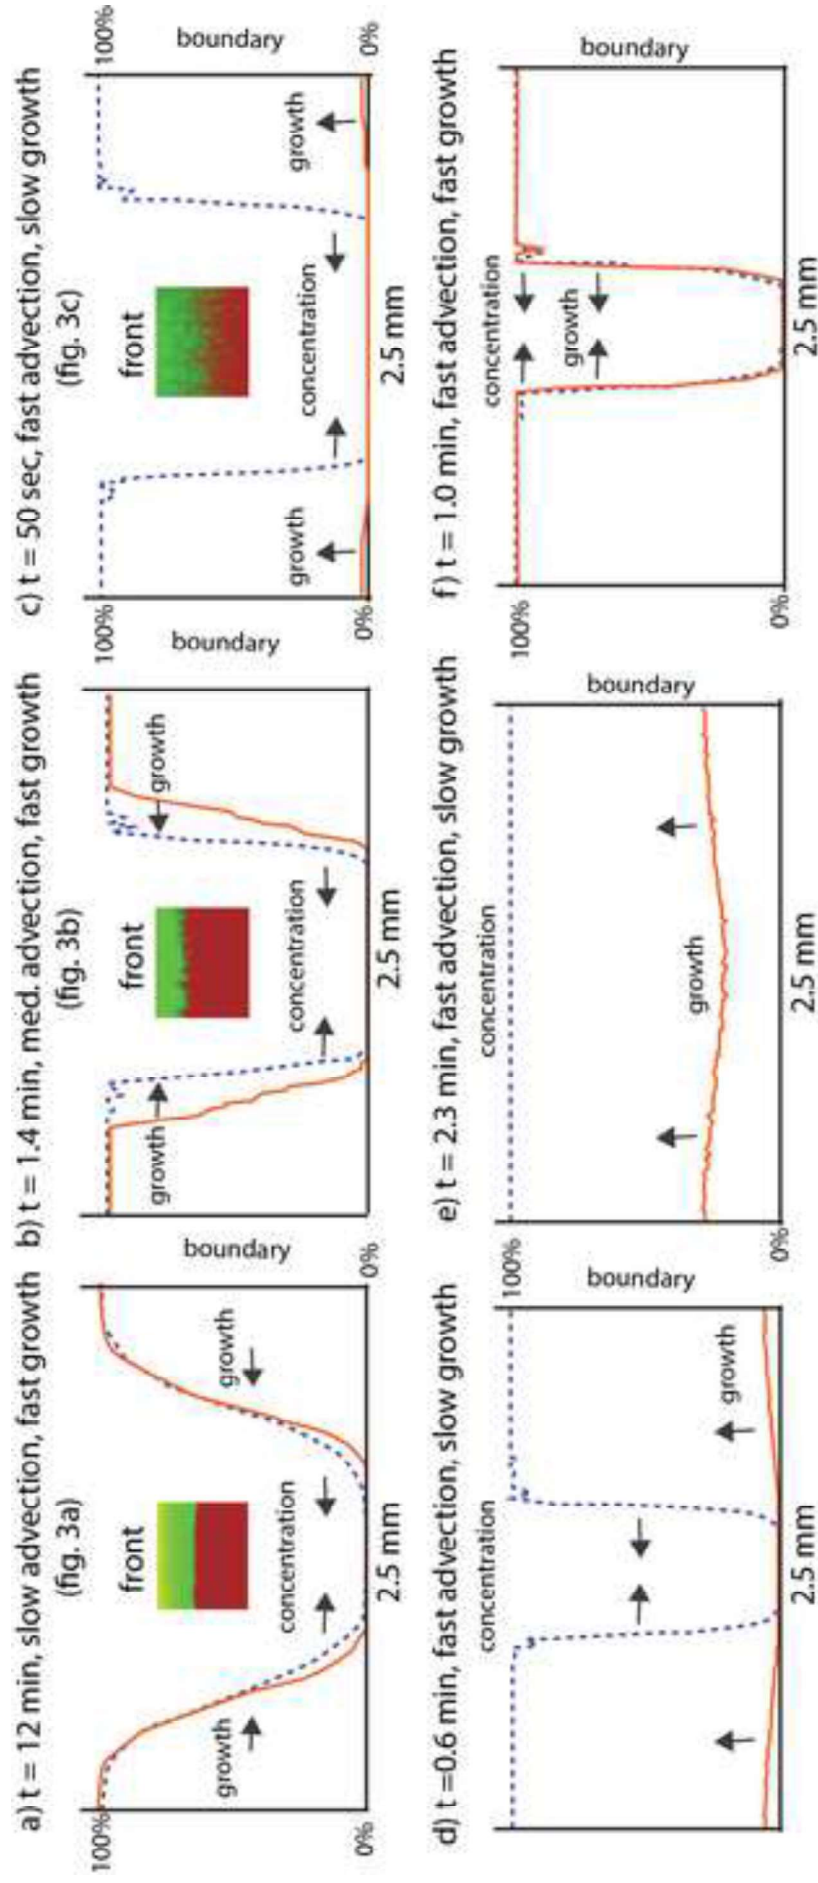 a) t = 12 min, slow advection, fast growth
(fig. 3a)
100%
front
growth
growth
concentration
0%
0%
2.5 mm
boundary
b) t = 1.4 min, med. advection, fast growth
(fig. 3b)
front
growth
growth
concentration
2.5 mm
100%
boundary
0%
c) t = 50 sec, fast advection, slow growth
(fig. 3c)
front
growth
concentration
growth
2.5 mm
100%
boundary
0%
d) t =0.6 min, fast advection, slow growth
concentration
growth
2.5 mm
100%
boundary
0%
e) t = 2.3 min, fast advection, slow growth
concentration
growth
2.5 mm
100%
boundary
0%
f) t = 1.0 min, fast advection, fast growth
concentration
growth
2.5 mm
boundary